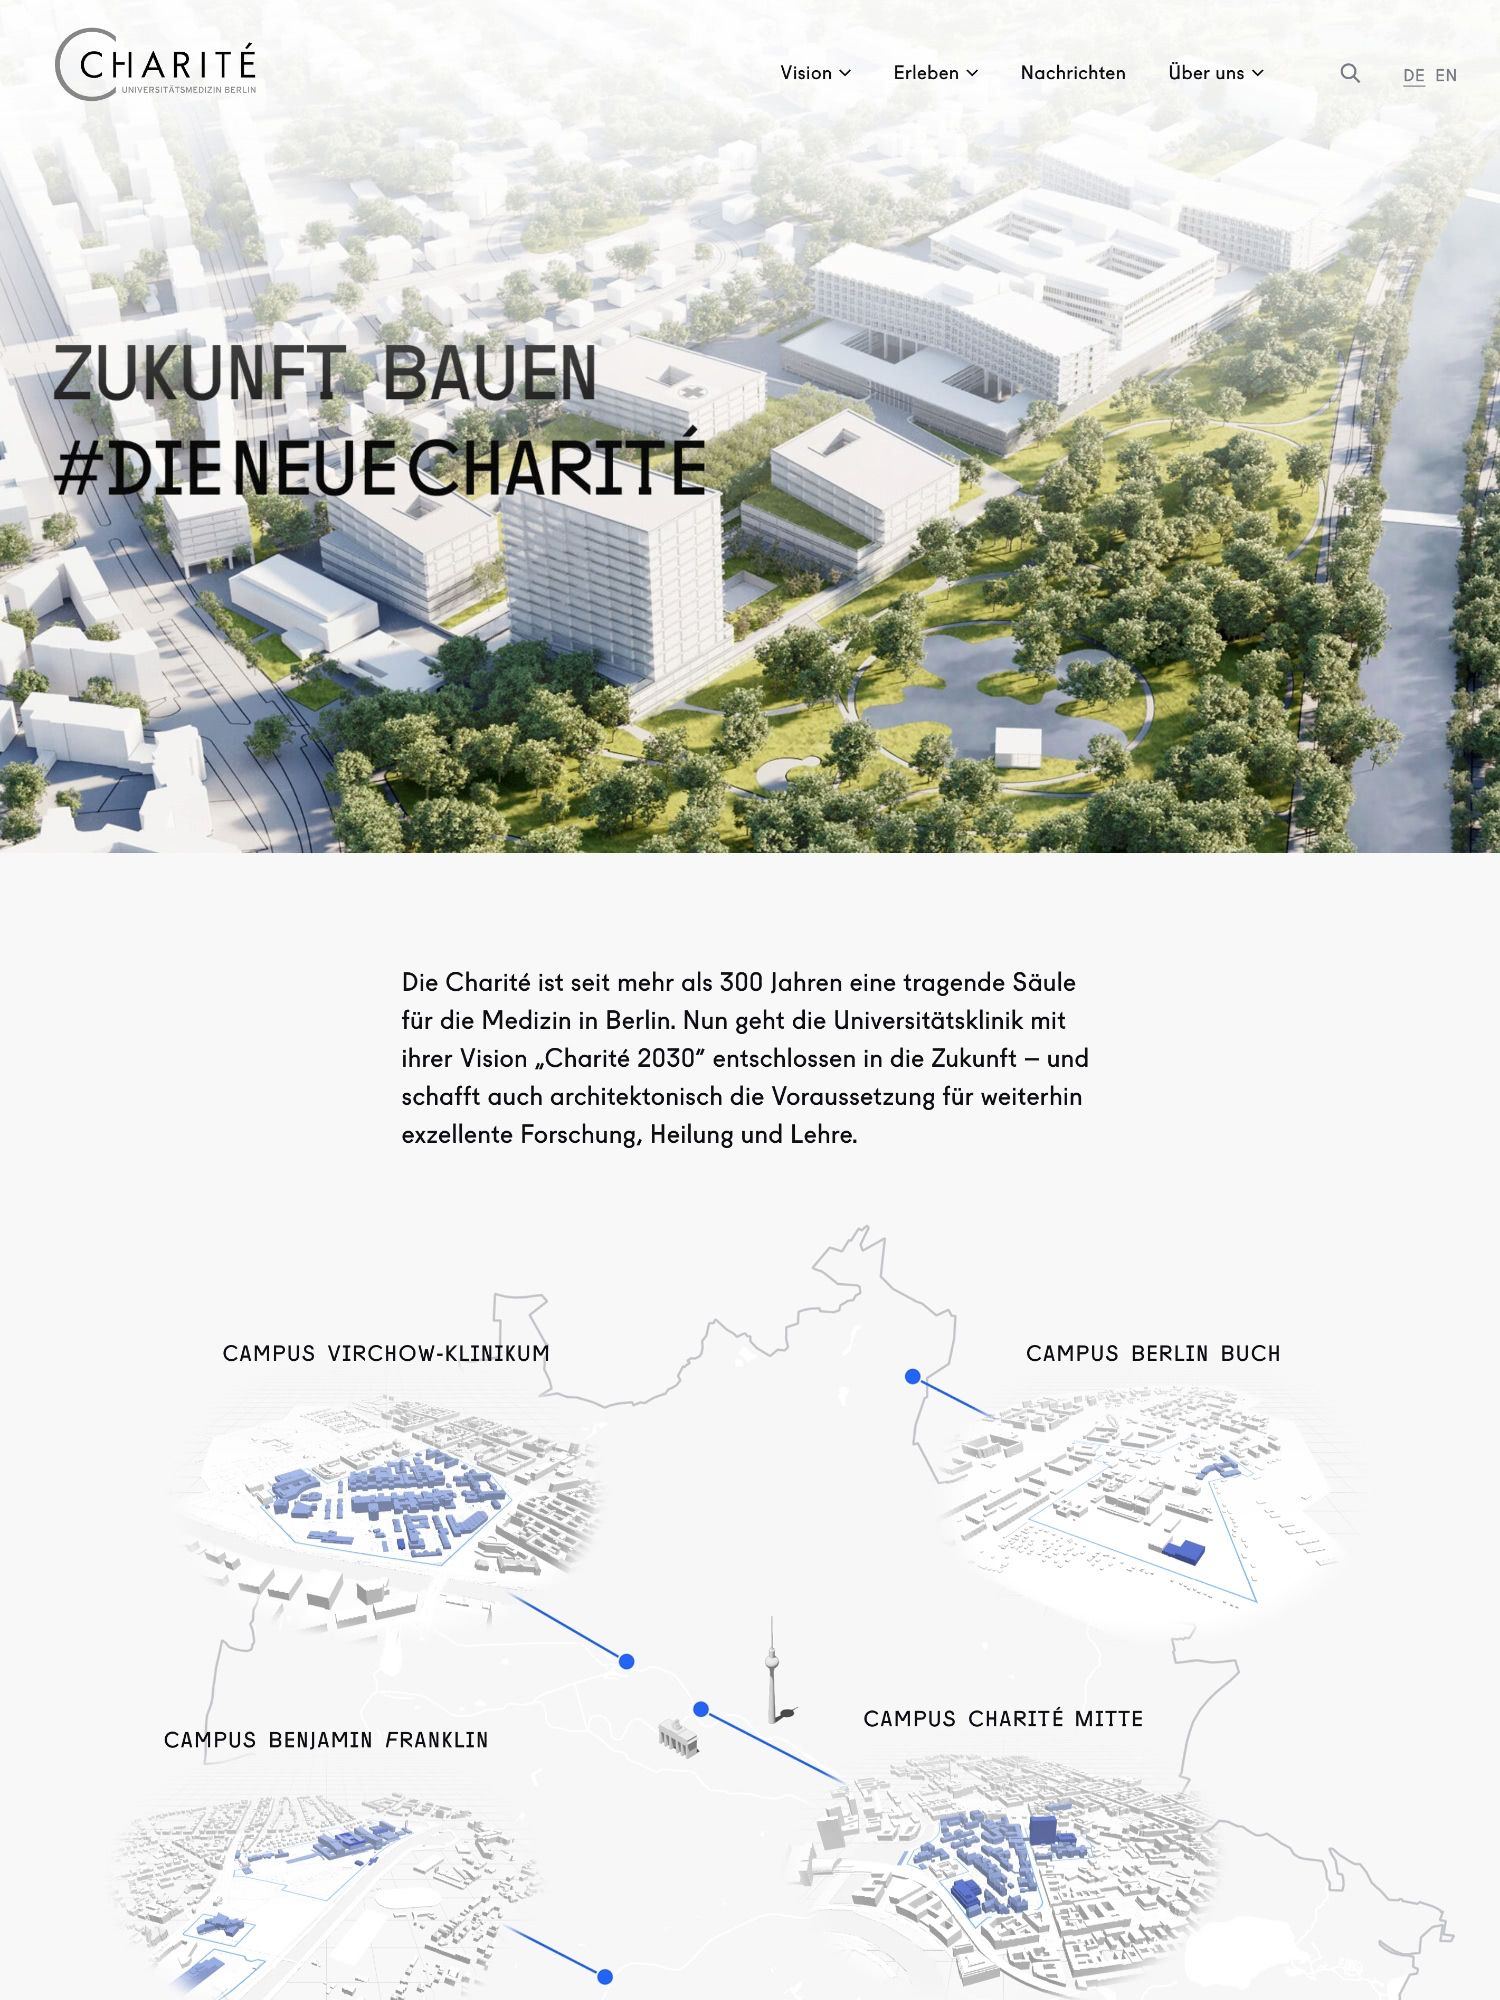 CHARITÉ
UNIVERSITÄTSMEDIZIN BERLIN
Vision
Erleben
Nachrichten
Über uns
DE EN
ZUKUNFT BAUEN
#DIENEUECHARITÉ
Die Charité ist seit mehr als 300 Jahren eine tragende Säule
für die Medizin in Berlin. Nun geht die Universitätsklinik mit
ihrer Vision „Charité 2030“ entschlossen in die Zukunft – und
schafft auch architektonisch die Voraussetzung für weiterhin
exzellente Forschung, Heilung und Lehre.
CAMPUS VIRCHOW-KLINIKUM
CAMPUS BERLIN BUCH
CAMPUS CHARITÉ MITTE
CAMPUS BENJAMIN FRANKLIN